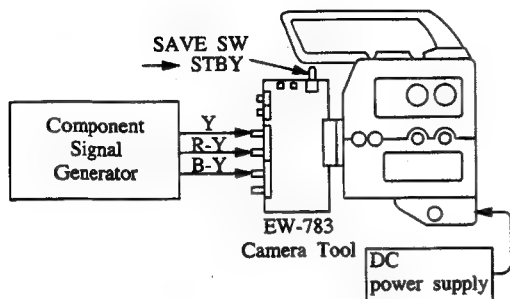 SAVE SW
STBY
Component
Signal
Generator
Y
R-Y
B-Y
EW-783
Camera Tool
DC
power supply